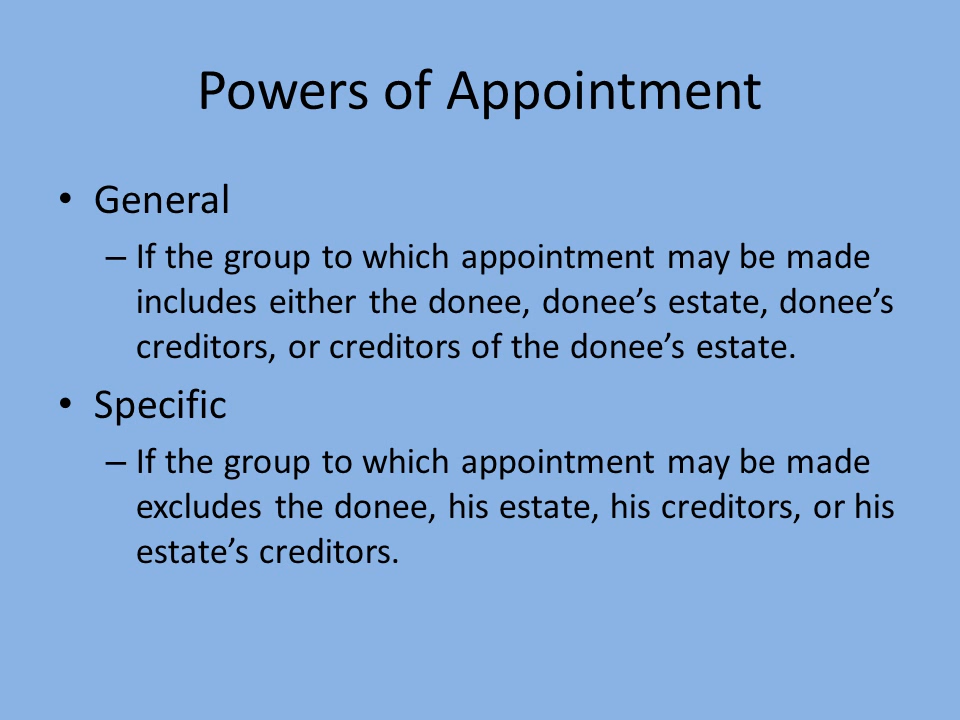 Powers of Appointment
• General
– If the group to which appointment may be made
includes either the donee, donee’s estate, donee’s
creditors, or creditors of the donee’s estate.
• Specific
– If the group to which appointment may be made
excludes the donee, his estate, his creditors, or his
estate’s creditors.